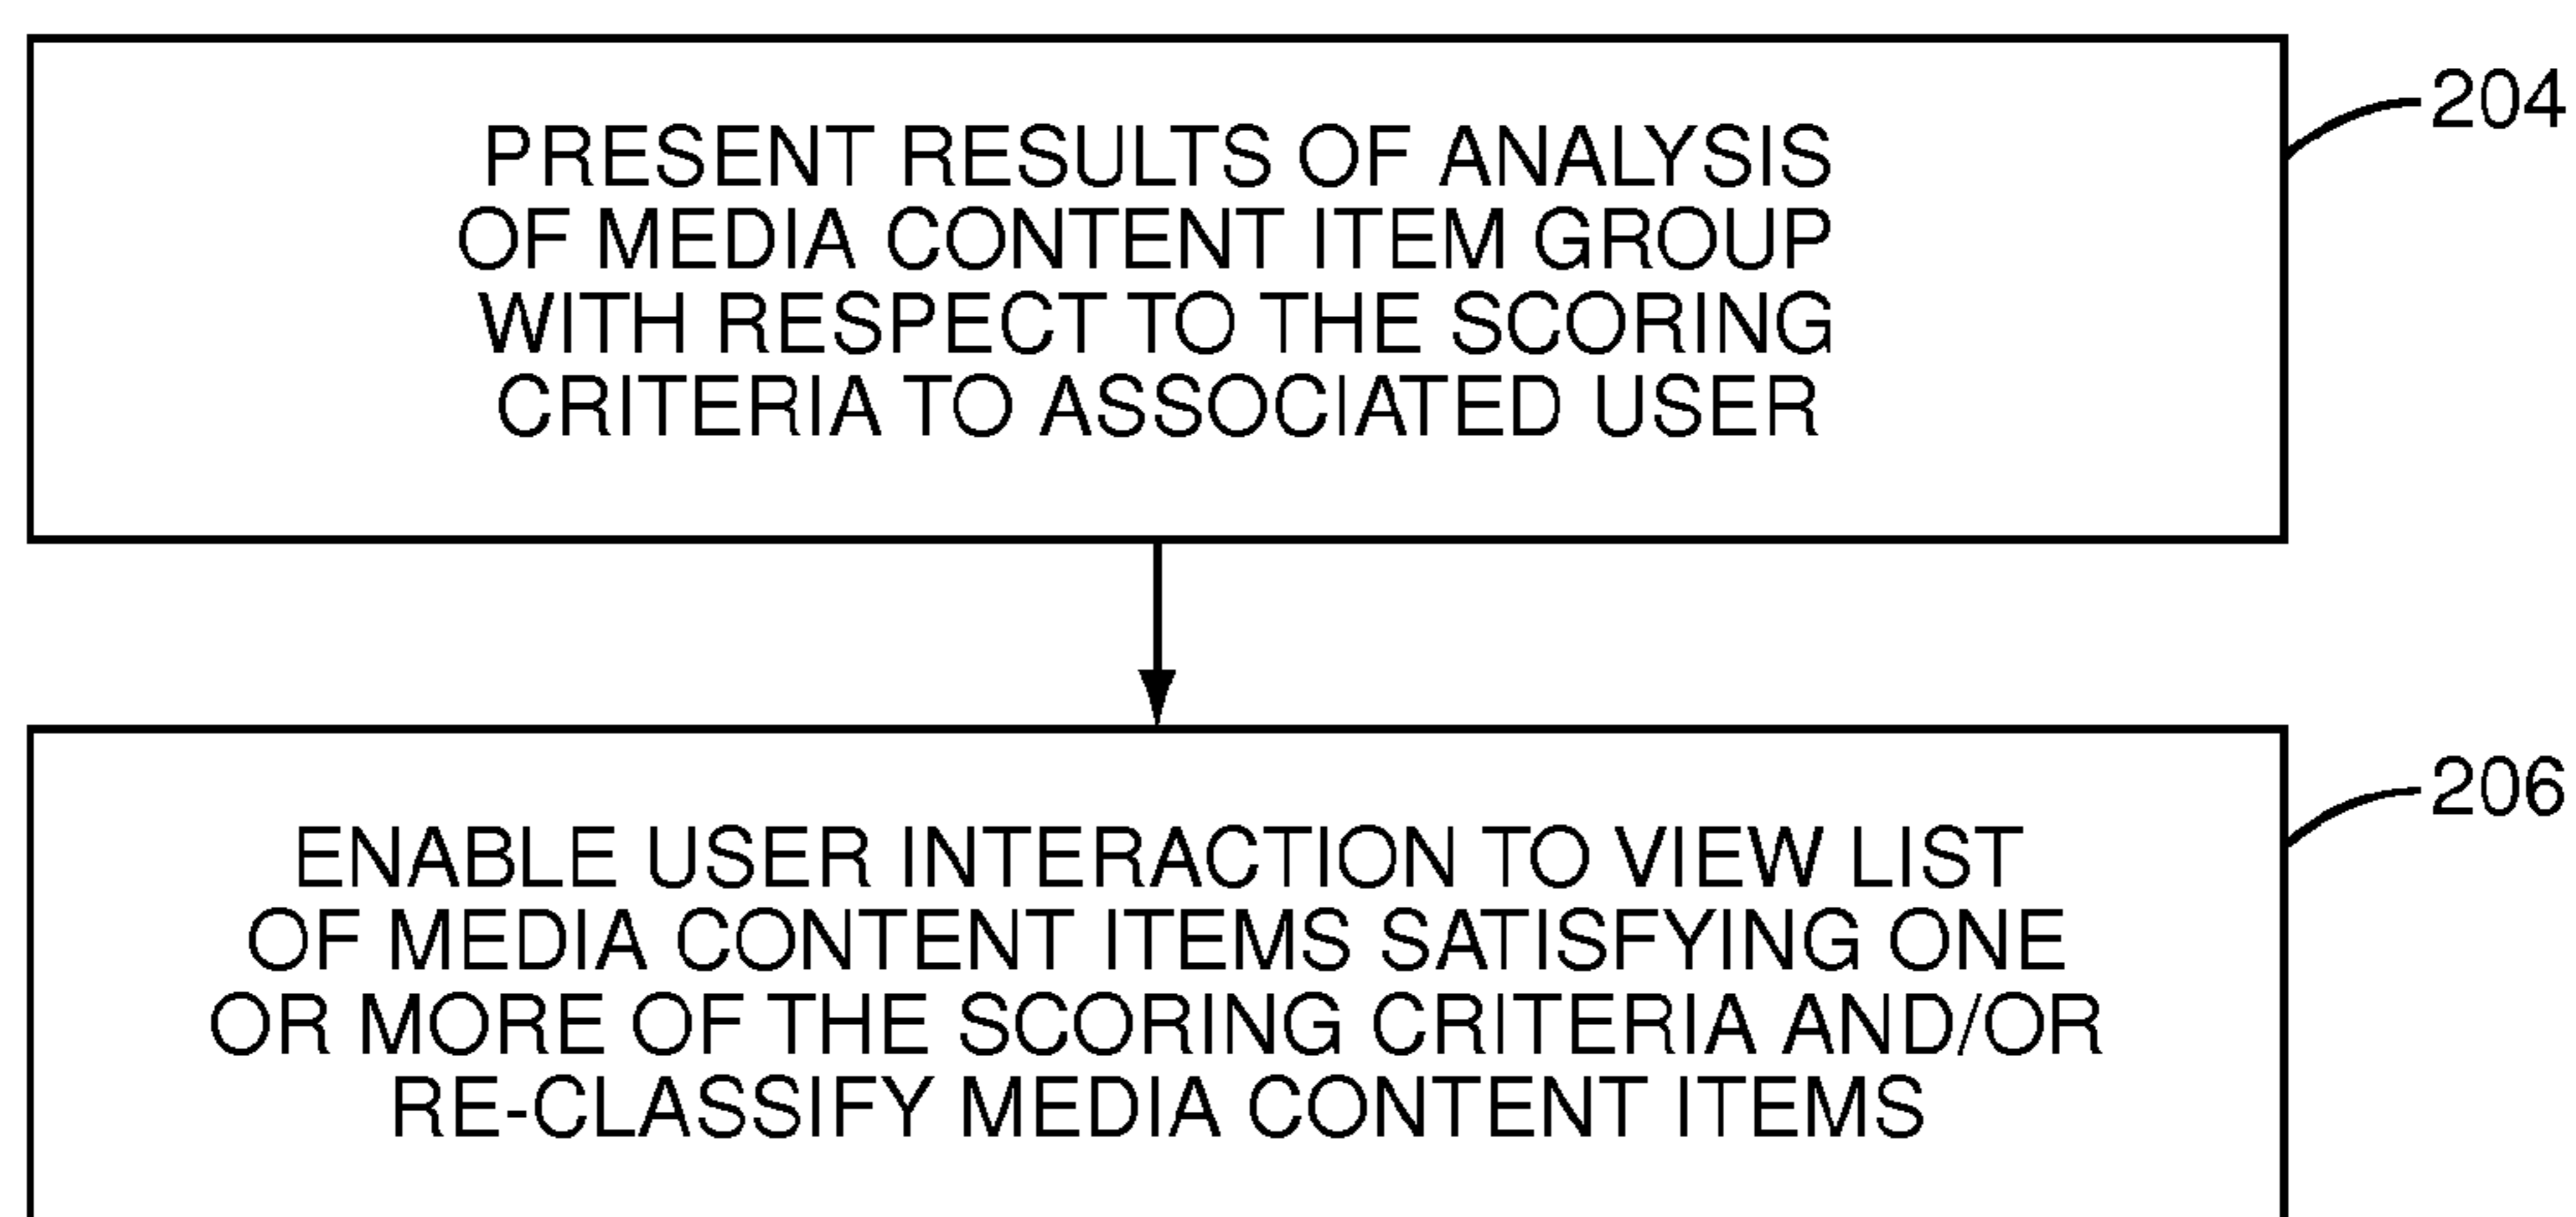 204
PRESENT RESULTS OF ANALYSIS
OF MEDIA CONTENT ITEM GROUP
WITH RESPECT TO THE SCORING
CRITERIA TO ASSOCIATED USER
206
ENABLE USER INTERACTION TO VIEW LIST
OF MEDIA CONTENT ITEMS SATISFYING ONE
OR MORE OF THE SCORING CRITERIA AND/OR
RE-CLASSIFY MEDIA CONTENT ITEMS